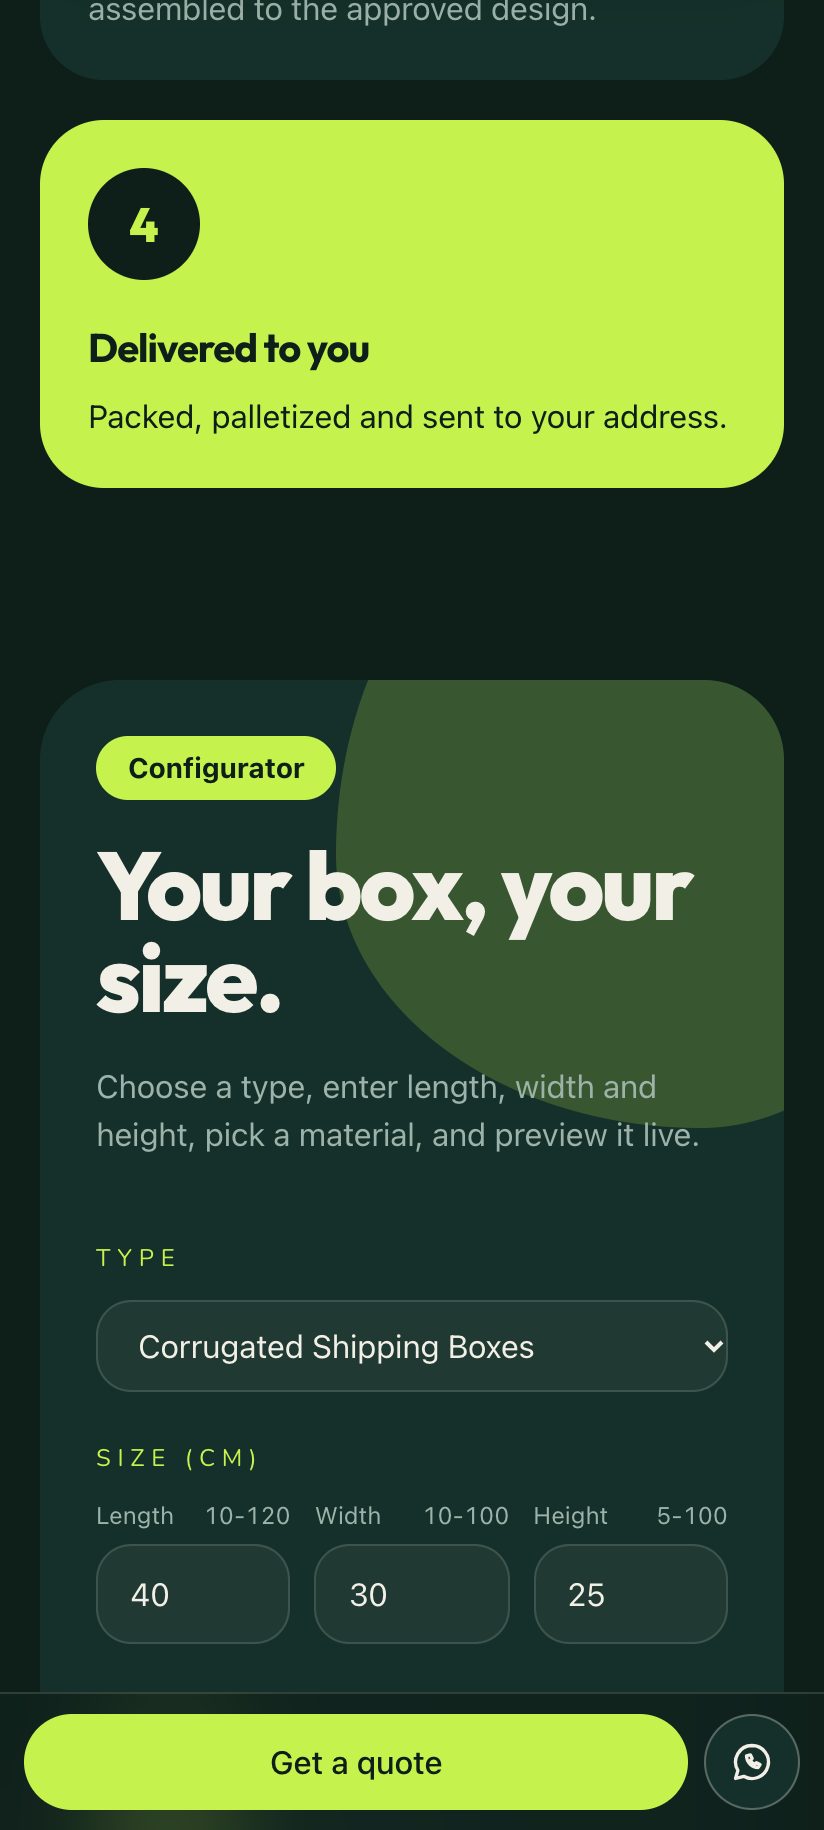 assembled to the approved design.
4
Delivered to you
Packed, palletized and sent to your address.
Configurator
Your box, your
size.
Choose a type, enter length, width and
height, pick a material, and preview it live.
TYPE
Corrugated Shipping Boxes
SIZE (CM)
Length 10-120 Width 10-100 Height 5-100
40 30 25
Get a quote